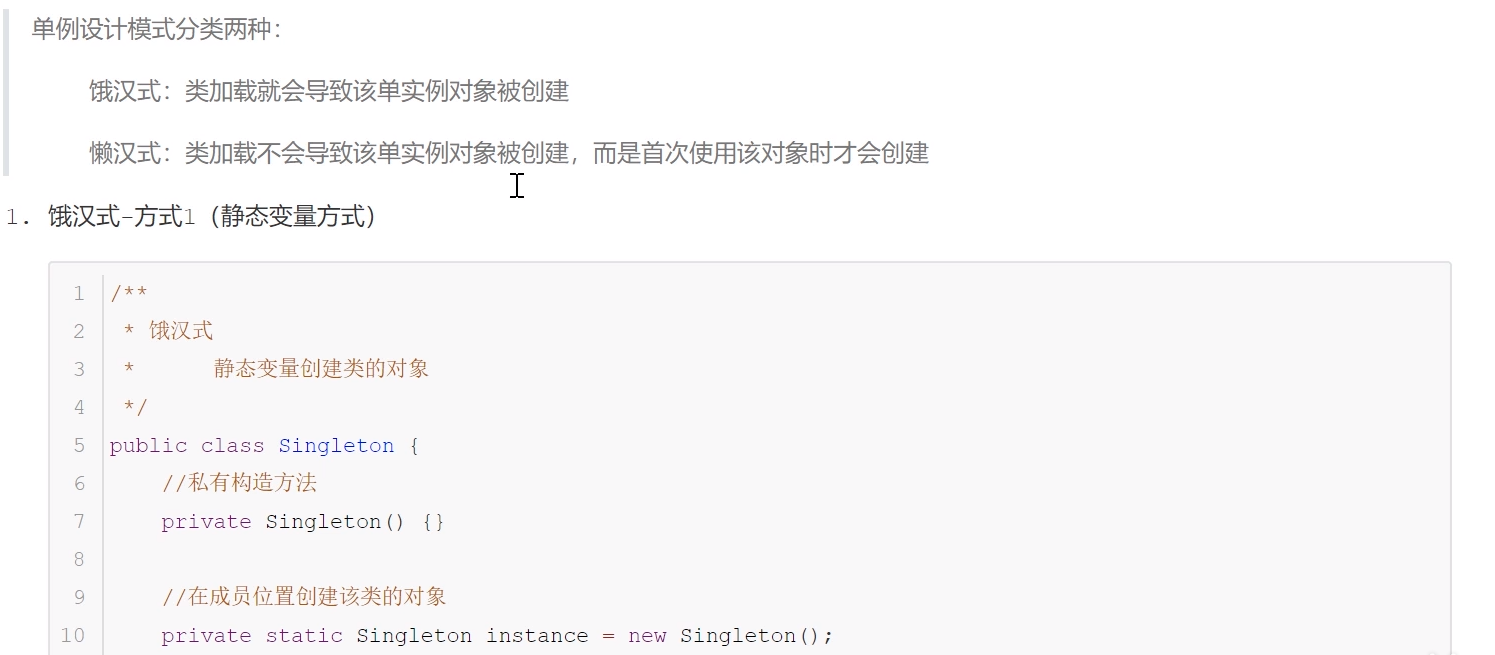 单例设计模式分类两种：
饿汉式：类加载就会导致该单实例对象被创建
懒汉式：类加载不会导致该单实例对象被创建，而是首次使用该对象时才会创建
1. 饿汉式-方式1（静态变量方式）
1 /**
2  * 饿汉式
3  *      静态变量创建类的对象
4  */
5 public class Singleton {
6     //私有构造方法
7     private Singleton() {}
8
9     //在成员位置创建该类的对象
10     private static Singleton instance = new Singleton();